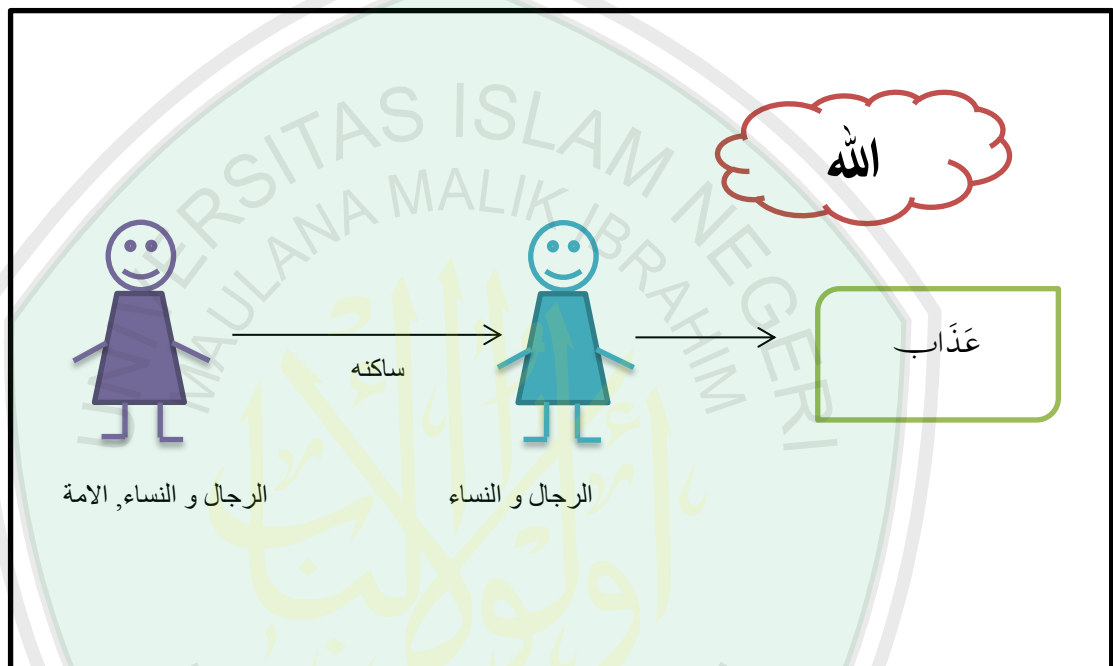 الله
عَذَاب
ساكنه
الرجال و النساء, الامة
الرجال و النساء
UNIVERSITAS ISLAM NEGERI
MAULANA MALIK IBRAHIM